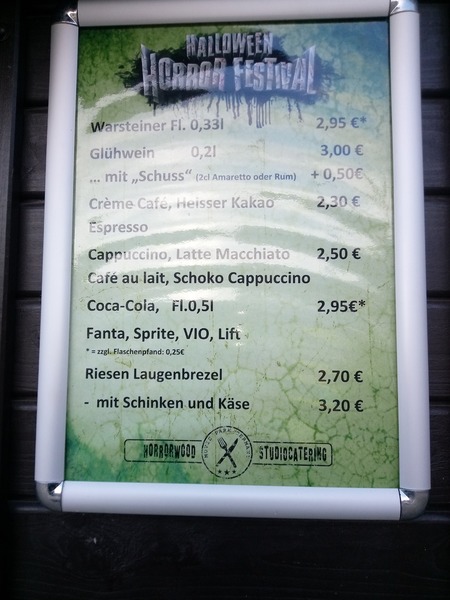 HALLOWEEN
HORROR FESTIVAL
Warsteiner Fl. 0,33l 2,95 €*
Glühwein 0,2l 3,00 €
... mit „Schuss“ (2cl Amaretto oder Rum) + 0,50€
Crème Café, Heisser Kakao 2,30 €
Espresso
Cappuccino, Latte Macchiato 2,50 €
Café au lait, Schoko Cappuccino
Coca-Cola, Fl.0,5l 2,95€*
Fanta, Sprite, VIO, Lift
* = zzgl. Flaschenpfand: 0,25€
Riesen Laugenbrezel 2,70 €
- mit Schinken und Käse 3,20 €
HORRORWOOD STUDIOCATERING